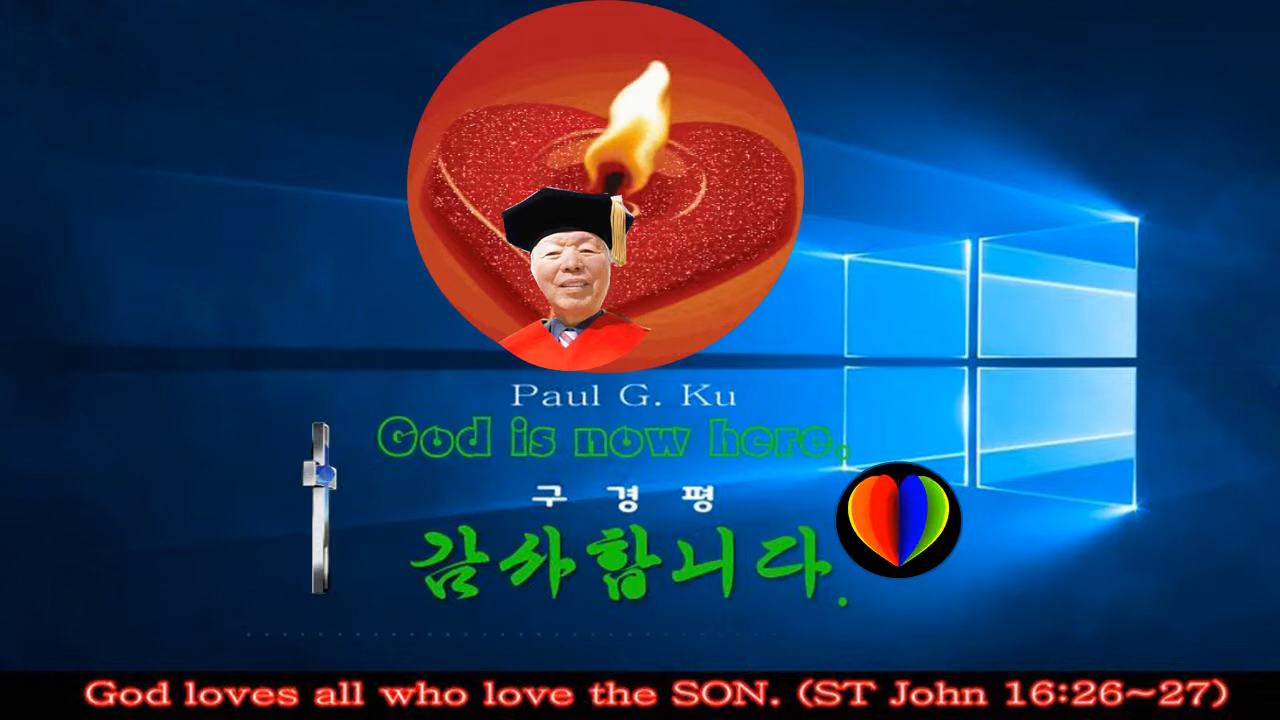 Paul G. Ku
God is now here.
구 경 평
감사합니다.
God loves all who love the SON. (ST John 16:26~27)